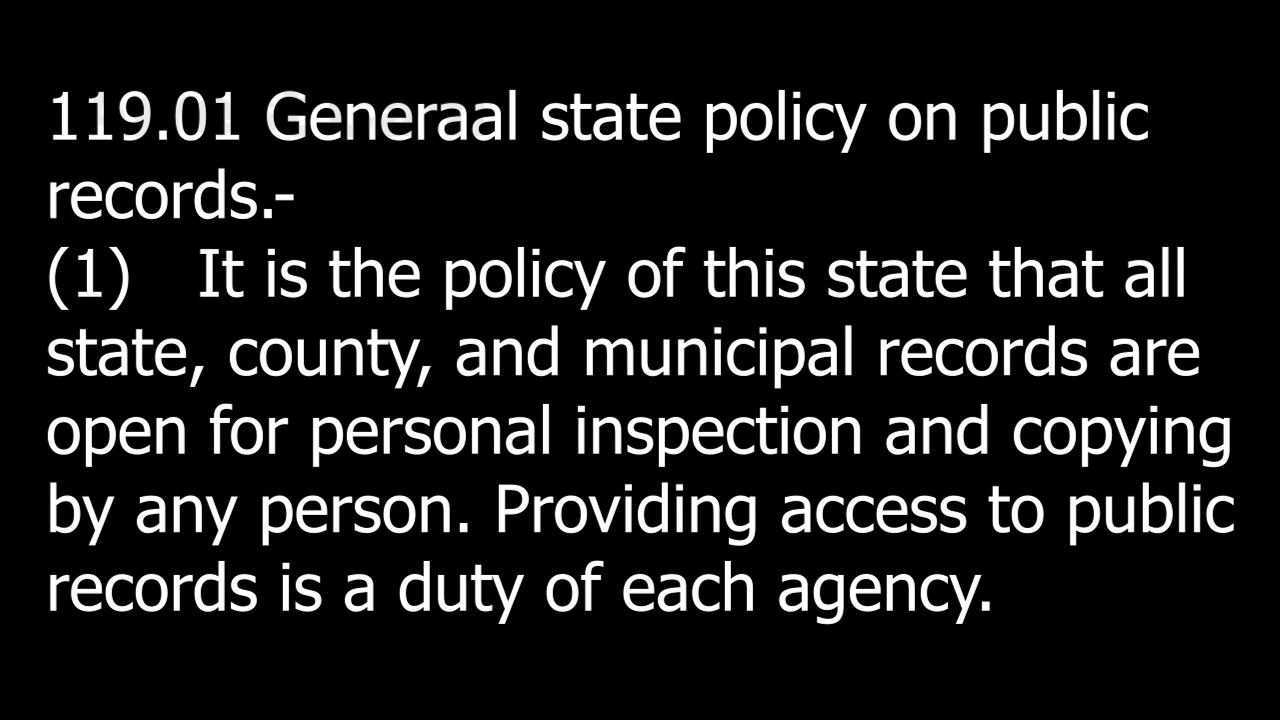 119.01 Generaal state policy on public
records.-
(1) It is the policy of this state that all
state, county, and municipal records are
open for personal inspection and copying
by any person. Providing access to public
records is a duty of each agency.